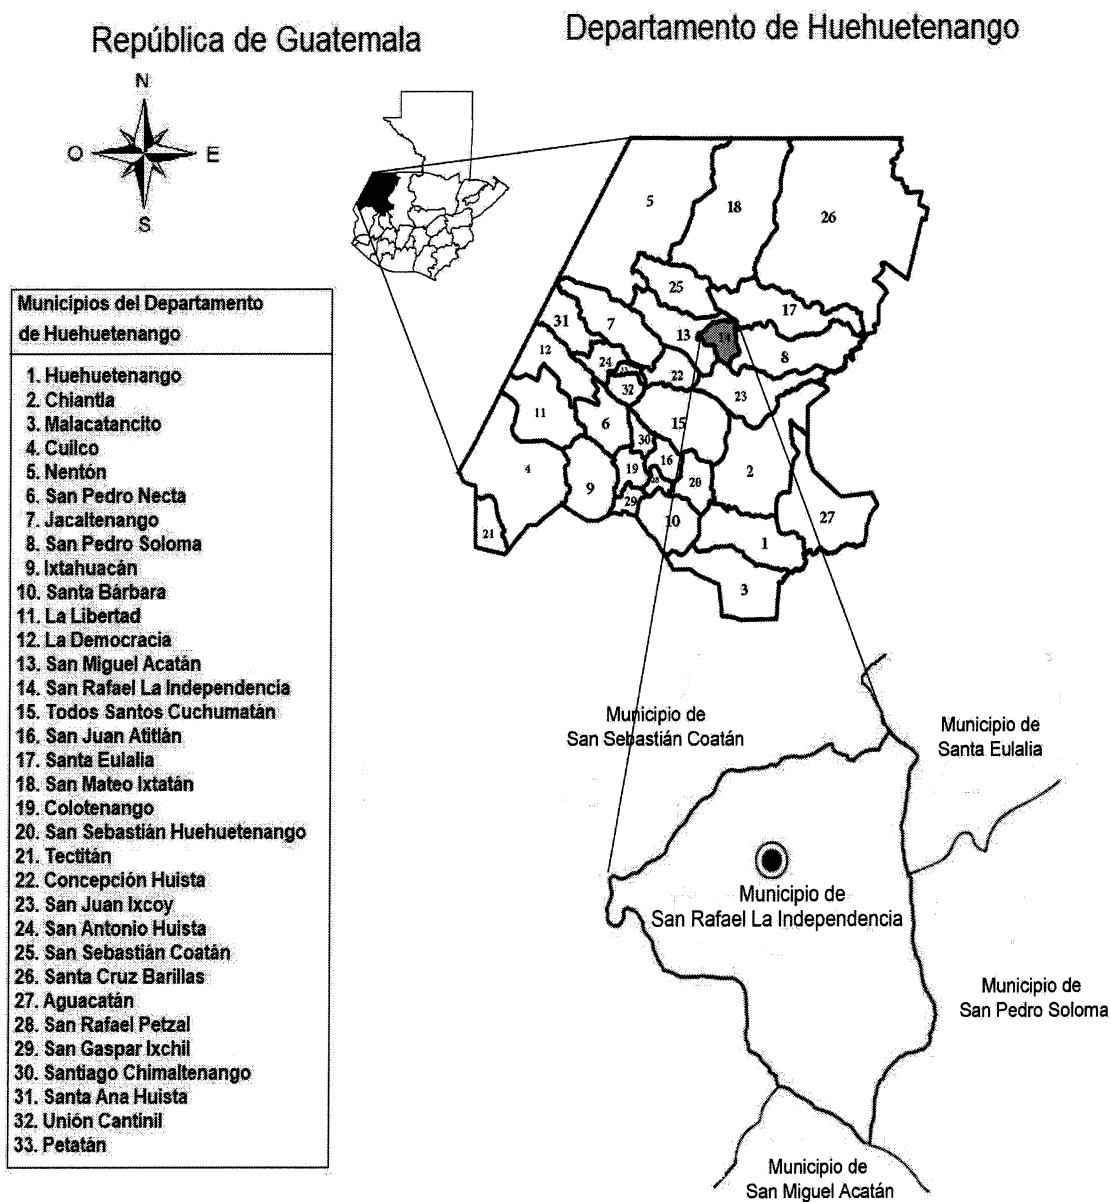 República de Guatemala
Departamento de Huehuetenango
N
O
E
S
Municipios del Departamento
de Huehuetenango
1. Huehuetenango
2. Chiantla
3. Malacatancito
4. Cuilco
5. Nentón
6. San Pedro Necta
7. Jacaltenango
8. San Pedro Soloma
9. Ixtahuacán
10. Santa Bárbara
11. La Libertad
12. La Democracia
13. San Miguel Acatán
14. San Rafael La Independencia
15. Todos Santos Cuchumatán
16. San Juan Atitlán
17. Santa Eulalia
18. San Mateo Ixtatán
19. Colotenango
20. San Sebastián Huehuetenango
21. Tectitán
22. Concepción Huista
23. San Juan Ixcoy
24. San Antonio Huista
25. San Sebastián Coatán
26. Santa Cruz Barillas
27. Aguacatán
28. San Rafael Petzal
29. San Gaspar Ixchil
30. Santiago Chimaltenango
31. Santa Ana Huista
32. Unión Cantinil
33. Petatán
5
18
26
25
17
31
7
13
14
8
12
24
22
32
23
11
6
15
30
4
19
16
2
9
20
29
27
21
10
1
3
Municipio de
San Sebastián Coatán
Municipio de
Santa Eulalia
Municipio de
San Rafael La Independencia
Municipio de
San Pedro Soloma
Municipio de
San Miguel Acatán